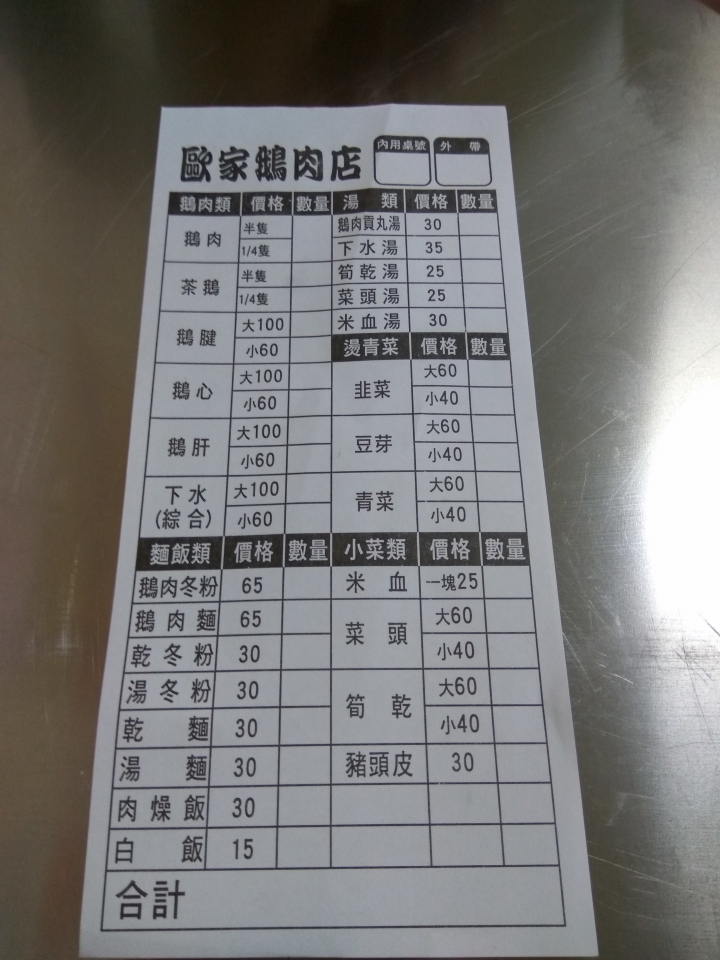 歐家鵝肉店
內用桌號
外帶
鵝肉類 價格 數量
鵝肉 半隻
1/4隻
茶鵝 半隻
1/4隻
鵝腱 大100
小60
鵝心 大100
小60
鵝肝 大100
小60
下水(綜合) 大100
小60
湯類 價格 數量
鵝肉貢丸湯 30
下水湯 35
筍乾湯 25
菜頭湯 25
米血湯 30
燙青菜 價格 數量
韭菜 大60
小40
豆芽 大60
小40
青菜 大60
小40
麵飯類 價格 數量
鵝肉冬粉 65
鵝肉麵 65
乾冬粉 30
湯冬粉 30
乾麵 30
湯麵 30
肉燥飯 30
白飯 15
小菜類 價格 數量
米血 一塊25
菜頭 大60
小40
筍乾 大60
小40
豬頭皮 30
合計